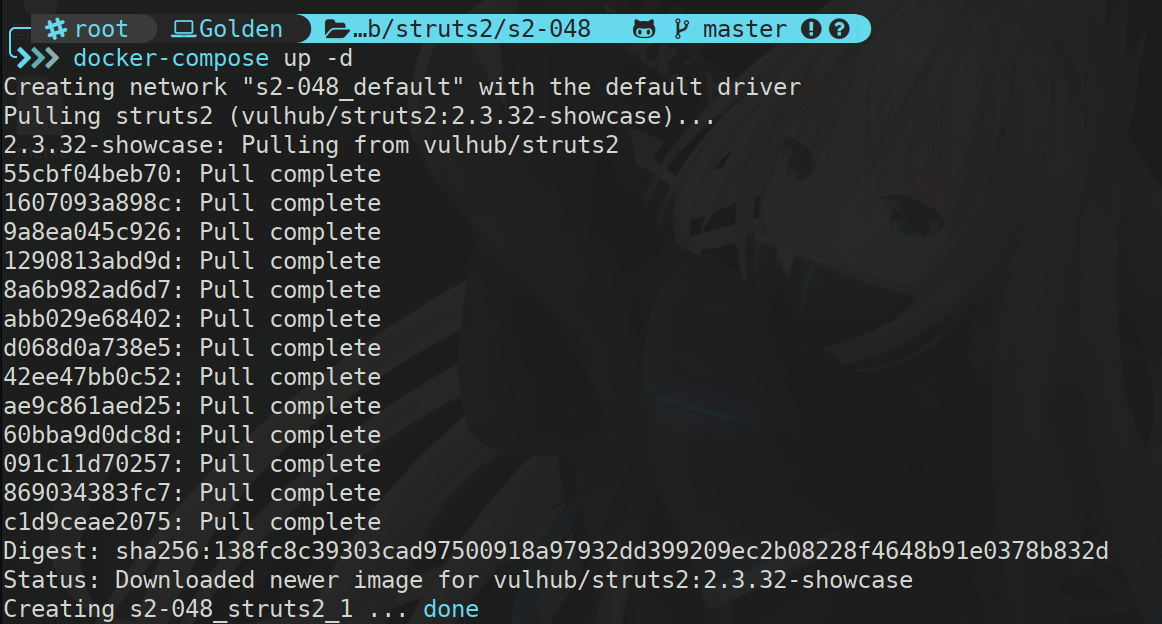 root Golden …b/struts2/s2-048 master
docker-compose up -d
Creating network "s2-048_default" with the default driver
Pulling struts2 (vulhub/struts2:2.3.32-showcase)...
2.3.32-showcase: Pulling from vulhub/struts2
55cbf04beb70: Pull complete
1607093a898c: Pull complete
9a8ea045c926: Pull complete
1290813abd9d: Pull complete
8a6b982ad6d7: Pull complete
abb029e68402: Pull complete
d068d0a738e5: Pull complete
42ee47bb0c52: Pull complete
ae9c861aed25: Pull complete
60bba9d0dc8d: Pull complete
091c11d70257: Pull complete
869034383fc7: Pull complete
c1d9ceae2075: Pull complete
Digest: sha256:138fc8c39303cad97500918a97932dd399209ec2b08228f4648b91e0378b832d
Status: Downloaded newer image for vulhub/struts2:2.3.32-showcase
Creating s2-048_struts2_1 ... done